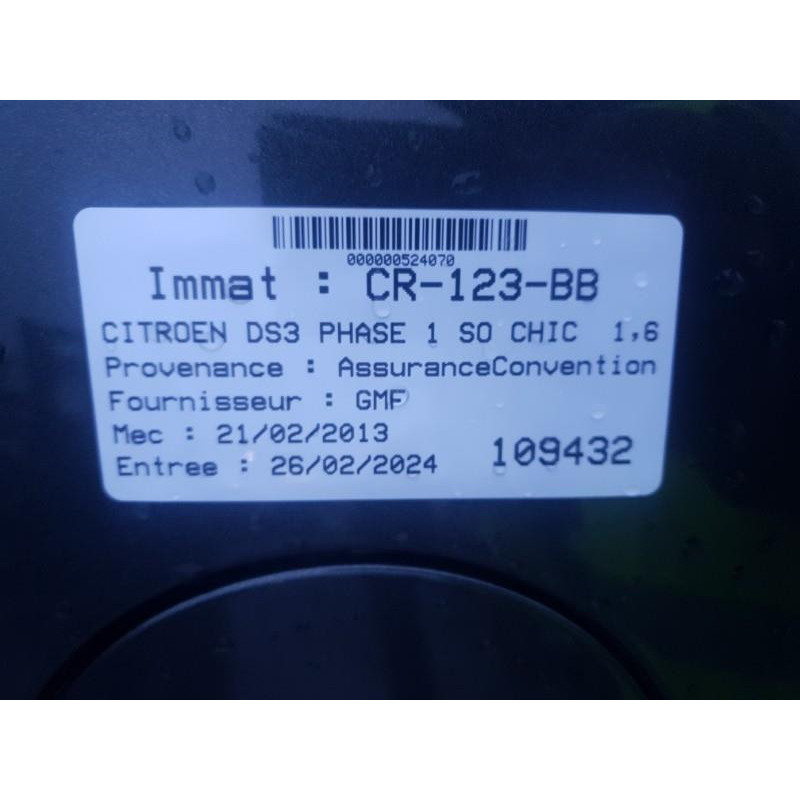 000000524070
Immat : CR-123-BB
CITROEN DS3 PHASE 1 SO CHIC 1,6
Provenance : AssuranceConvention
Fournisseur : GMF
Mec : 21/02/2013
Entree : 26/02/2024 109432